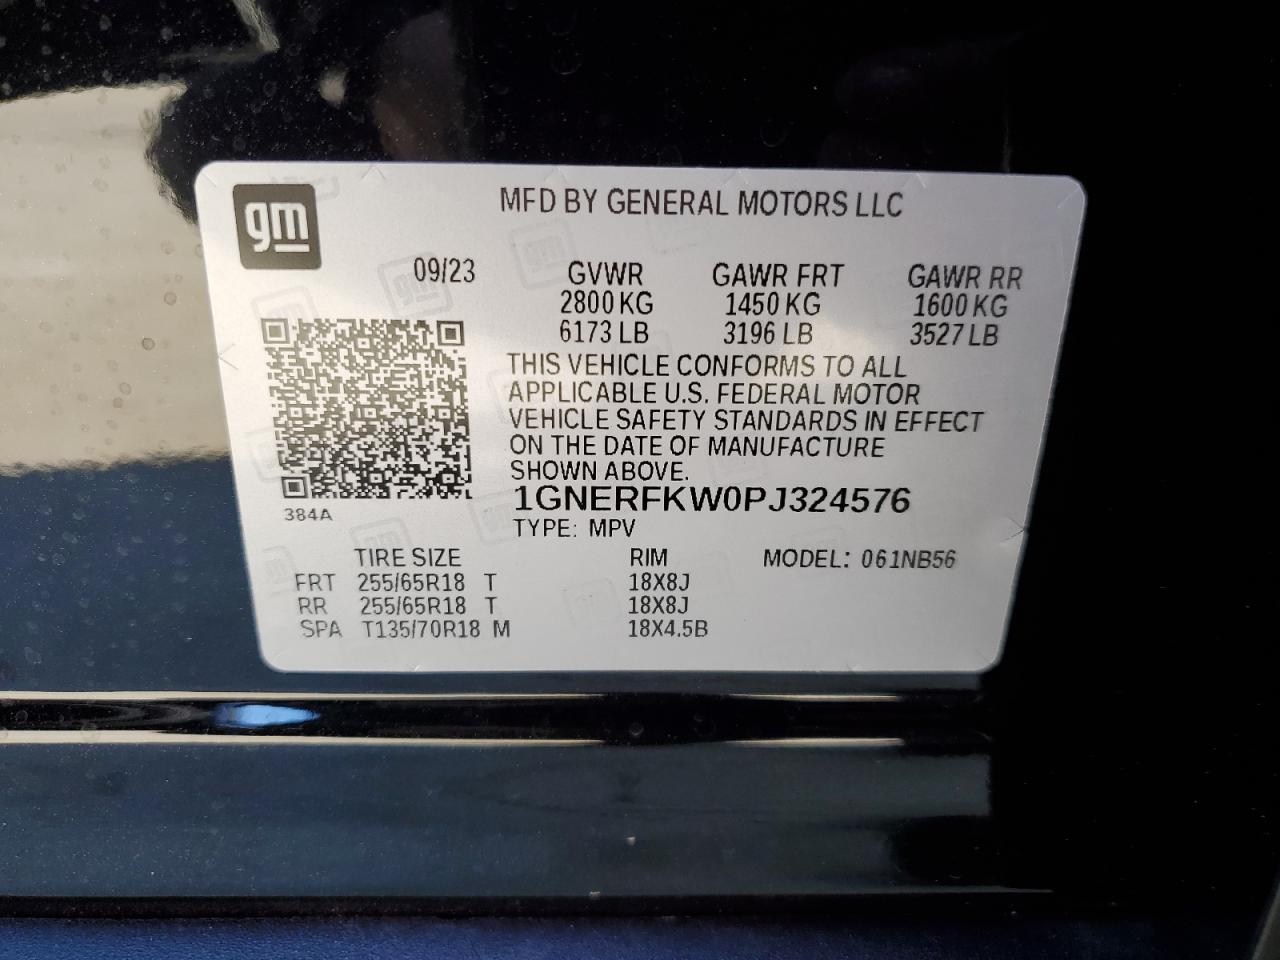 gm
MFD BY GENERAL MOTORS LLC
09/23 GVWR GAWR FRT GAWR RR
2800 KG 1450 KG 1600 KG
6173 LB 3196 LB 3527 LB
THIS VEHICLE CONFORMS TO ALL
APPLICABLE U.S. FEDERAL MOTOR
VEHICLE SAFETY STANDARDS IN EFFECT
ON THE DATE OF MANUFACTURE
SHOWN ABOVE.
1GNERFKW0PJ324576
384A
TYPE: MPV
TIRE SIZE RIM MODEL: 061NB56
FRT 255/65R18 T 18X8J
RR 255/65R18 T 18X8J
SPA T135/70R18 M 18X4.5B